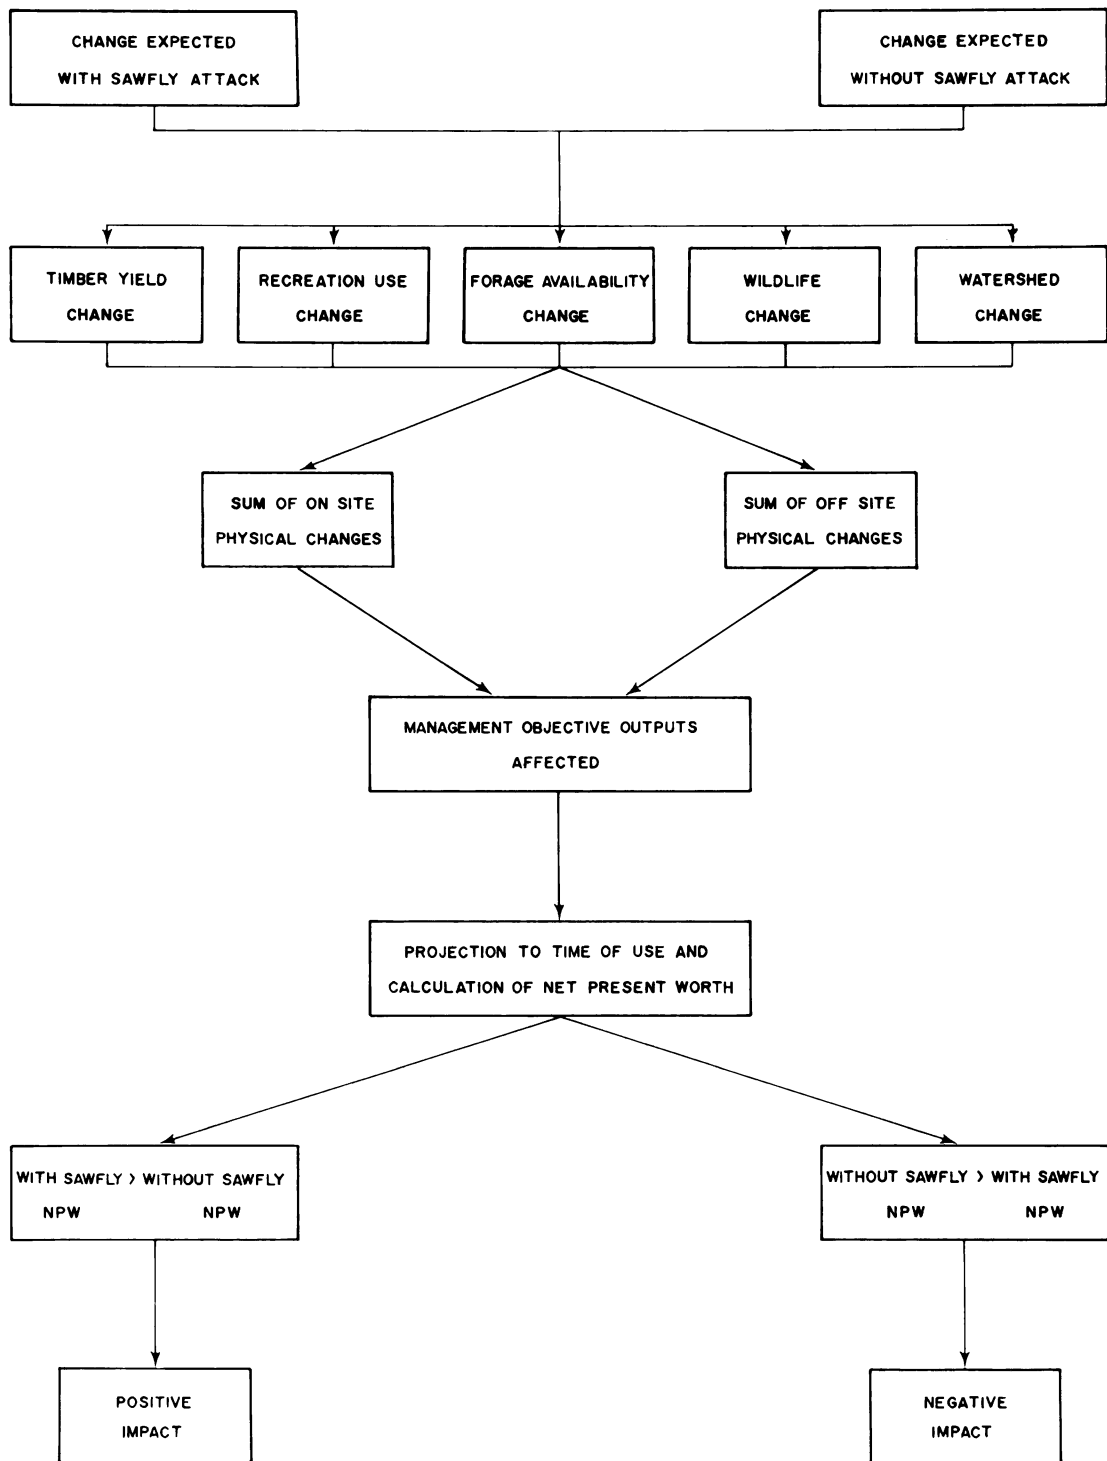 CHANGE EXPECTED
WITH SAWFLY ATTACK
CHANGE EXPECTED
WITHOUT SAWFLY ATTACK
TIMBER YIELD
CHANGE
RECREATION USE
CHANGE
FORAGE AVAILABILITY
CHANGE
WILDLIFE
CHANGE
WATERSHED
CHANGE
SUM OF ON SITE
PHYSICAL CHANGES
SUM OF OFF SITE
PHYSICAL CHANGES
MANAGEMENT OBJECTIVE OUTPUTS
AFFECTED
PROJECTION TO TIME OF USE AND
CALCULATION OF NET PRESENT WORTH
WITH SAWFLY > WITHOUT SAWFLY
NPW NPW
WITHOUT SAWFLY > WITH SAWFLY
NPW NPW
POSITIVE
IMPACT
NEGATIVE
IMPACT